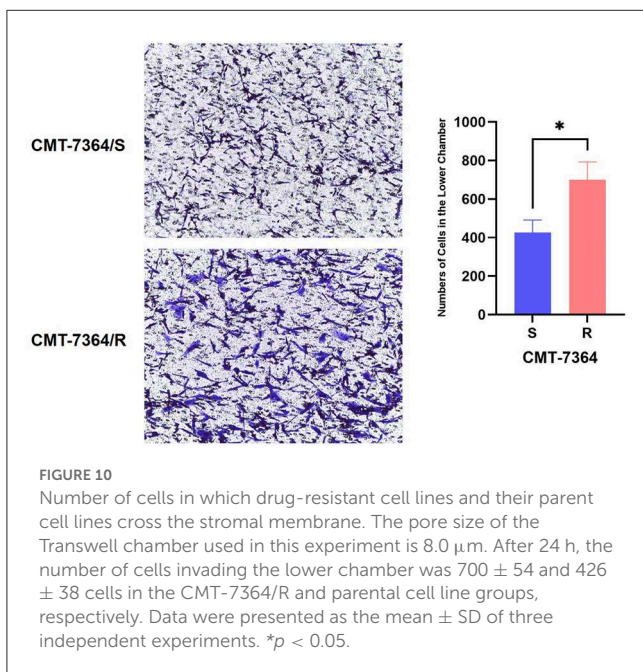 CMT-7364/S
CMT-7364/R
Numbers of Cells in the Lower Chamber
1000
800
600
400
200
0
*
S
R
CMT-7364
FIGURE 10
Number of cells in which drug-resistant cell lines and their parent
cell lines cross the stromal membrane. The pore size of the
Transwell chamber used in this experiment is 8.0 μm. After 24 h, the
number of cells invading the lower chamber was 700 ± 54 and 426
± 38 cells in the CMT-7364/R and parental cell line groups,
respectively. Data were presented as the mean ± SD of three
independent experiments. *p < 0.05.